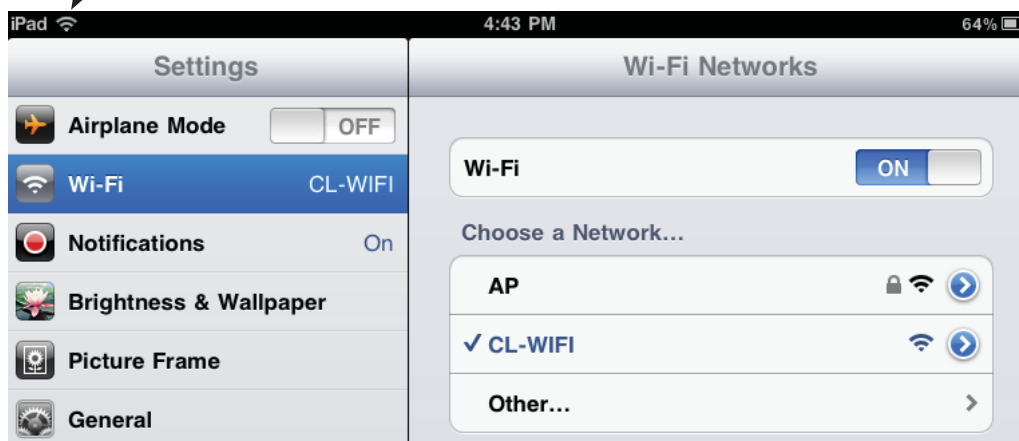 iPad 4:43 PM 64%
Settings
Airplane Mode OFF
Wi-Fi CL-WIFI
Notifications On
Brightness & Wallpaper
Picture Frame
General
Wi-Fi Networks
Wi-Fi ON
Choose a Network...
AP
CL-WIFI
Other...